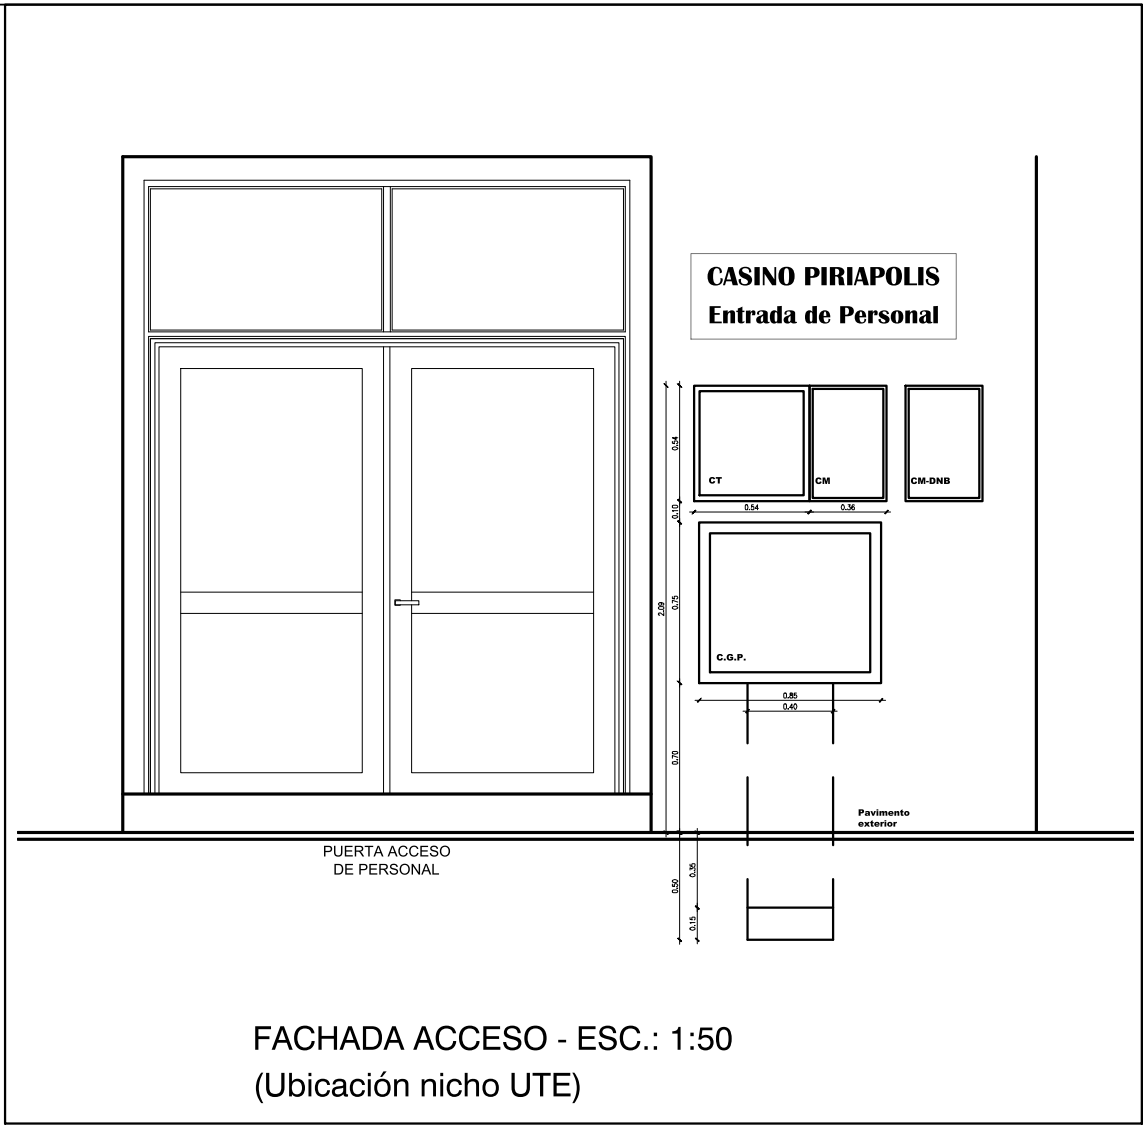 CASINO PIRIAPOLIS
Entrada de Personal
0.54
CT
CM
CM-DNB
0.10
0.54
0.36
2.09
0.75
C.G.P.
0.85
0.40
0.70
Pavimento
exterior
PUERTA ACCESO
DE PERSONAL
0.50
0.35
0.15
FACHADA ACCESO - ESC.: 1:50
(Ubicación nicho UTE)